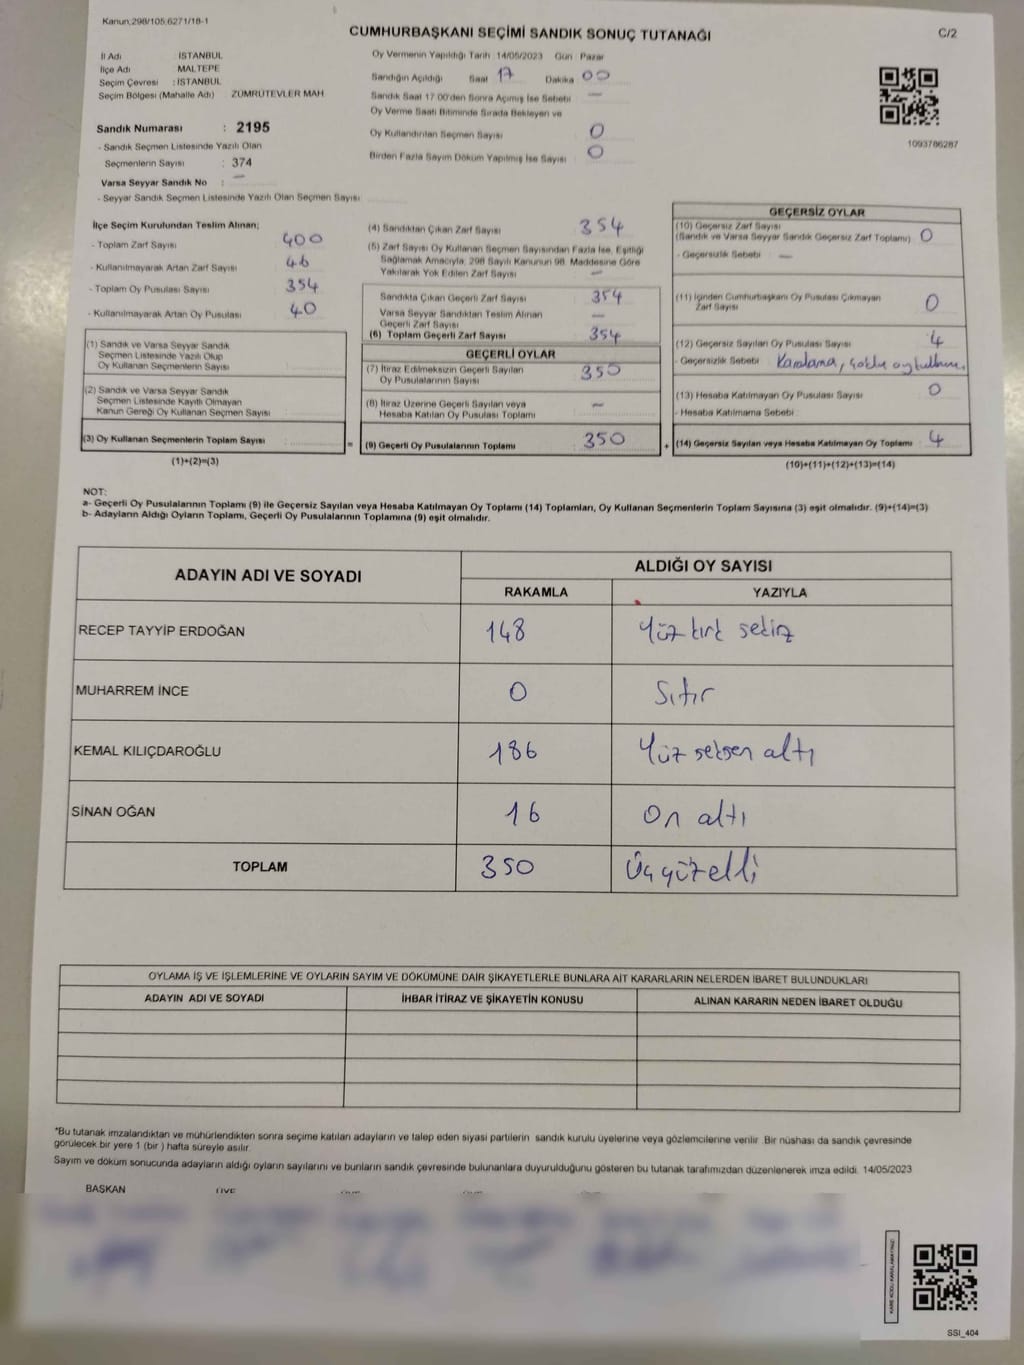 Kanun,298/105,6271/18-1
CUMHURBAŞKANI SEÇİMİ SANDIK SONUÇ TUTANAĞI
C/2
İl Adı : İSTANBUL
İlçe Adı : MALTEPE
Seçim Çevresi : İSTANBUL
Seçim Bölgesi (Mahalle Adı) : ZÜMRÜTEVLER MAH
Sandık Numarası : 2195
- Sandık Seçmen Listesinde Yazılı Olan
Seçmenlerin Sayısı : 374
Varsa Seyyar Sandık No : —
- Seyyar Sandık Seçmen Listesinde Yazılı Olan Seçmen Sayısı
Oy Vermenin Yapıldığı Tarih :14/05/2023 Gün : Pazar
Sandığın Açıldığı Saat 17 Dakika 00
Sandık Saat 17.00'den Sonra Açımış İse Sebebi —
Oy Verme Saati Bitiminde Sırada Bekleyen ve
Oy Kullandırılan Seçmen Sayısı 0
Birden Fazla Sayım Döküm Yapılmış İse Sayısı 0
1093786287
İlçe Seçim Kurulundan Teslim Alınan;
- Toplam Zarf Sayısı 400
- Kullanılmayarak Artan Zarf Sayısı 46
- Toplam Oy Pusulası Sayısı 354
- Kullanılmayarak Artan Oy Pusulası 40
(1) Sandık ve Varsa Seyyar Sandık
Seçmen Listesinde Yazılı Olup
Oy Kullanan Seçmenlerin Sayısı
(2) Sandık ve Varsa Seyyar Sandık
Seçmen Listesinde Kayıtlı Olmayan
Kanun Gereği Oy Kullanan Seçmen Sayısı
(3) Oy Kullanan Seçmenlerin Toplam Sayısı
(1)+(2)=(3)
(4) Sandıktan Çıkan Zarf Sayısı 354
(5) Zarf Sayısı Oy Kullanan Seçmen Sayısından Fazla İse, Eşitliği
Sağlamak Amacıyla, 298 Sayılı Kanunun 98. Maddesine Göre
Yakılarak Yok Edilen Zarf Sayısı —
Sandıkta Çıkan Geçerli Zarf Sayısı 354
Varsa Seyyar Sandıktan Teslim Alınan
Geçerli Zarf Sayısı —
(6) Toplam Geçerli Zarf Sayısı 354
GEÇERLİ OYLAR
(7) İtiraz Edilmeksizin Geçerli Sayılan
Oy Pusulalarının Sayısı 350
(8) İtiraz Üzerine Geçerli Sayılan veya
Hesaba Katılan Oy Pusulası Toplamı —
= (9) Geçerli Oy Pusulalarının Toplamı 350
GEÇERSİZ OYLAR
(10) Geçersiz Zarf Sayısı
(Sandık ve Varsa Seyyar Sandık Geçersiz Zarf Toplamı) 0
- Geçersizlik Sebebi : —
(11) İçinden Cumhurbaşkanı Oy Pusulası Çıkmayan
Zarf Sayısı 0
(12) Geçersiz Sayılan Oy Pusulası Sayısı 4
- Geçersizlik Sebebi : Karalama,
(13) Hesaba Katılmayan Oy Pusulası Sayısı 0
- Hesaba Katılmama Sebebi :
+ (14) Geçersiz Sayılan veya Hesaba Katılmayan Oy Toplamı 4
(10)+(11)+(12)+(13)=(14)
NOT:
a- Geçerli Oy Pusulalarının Toplamı (9) ile Geçersiz Sayılan veya Hesaba Katılmayan Oy Toplamı (14) Toplamları, Oy Kullanan Seçmenlerin Toplam Sayısına (3) eşit olmalıdır. (9)+(14)=(3)
b- Adayların Aldığı Oyların Toplamı, Geçerli Oy Pusulalarının Toplamına (9) eşit olmalıdır.
ADAYIN ADI VE SOYADI
ALDIĞI OY SAYISI
RAKAMLA YAZIYLA
RECEP TAYYİP ERDOĞAN 148 Yüz kırk sekiz
MUHARREM İNCE 0 Sıfır
KEMAL KILIÇDAROĞLU 186 Yüz seksen altı
SİNAN OĞAN 16 On altı
TOPLAM 350 Üçyüzelli
OYLAMA İŞ VE İŞLEMLERİNE VE OYLARIN SAYIM VE DÖKÜMÜNE DAİR ŞİKAYETLERLE BUNLARA AİT KARARLARIN NELERDEN İBARET BULUNDUKLARI
ADAYIN ADI VE SOYADI İHBAR İTİRAZ VE ŞİKAYETİN KONUSU ALINAN KARARIN NEDEN İBARET OLDUĞU
*Bu tutanak imzalandıktan ve mühürlendikten sonra seçime katılan adayların ve talep eden siyasi partilerin sandık kurulu üyelerine veya gözlemcilerine verilir. Bir nüshası da sandık çevresinde
görülecek bir yere 1 (bir) hafta süreyle asılır.
Sayım ve döküm sonucunda adayların aldığı oyların sayılarını ve bunların sandık çevresinde bulunanlara duyurulduğunu gösteren bu tutanak tarafımızdan düzenlenerek imza edildi. 14/05/2023
BAŞKAN ÜYE
KARE KODU KARALAMAYINIZ!
SSI_404